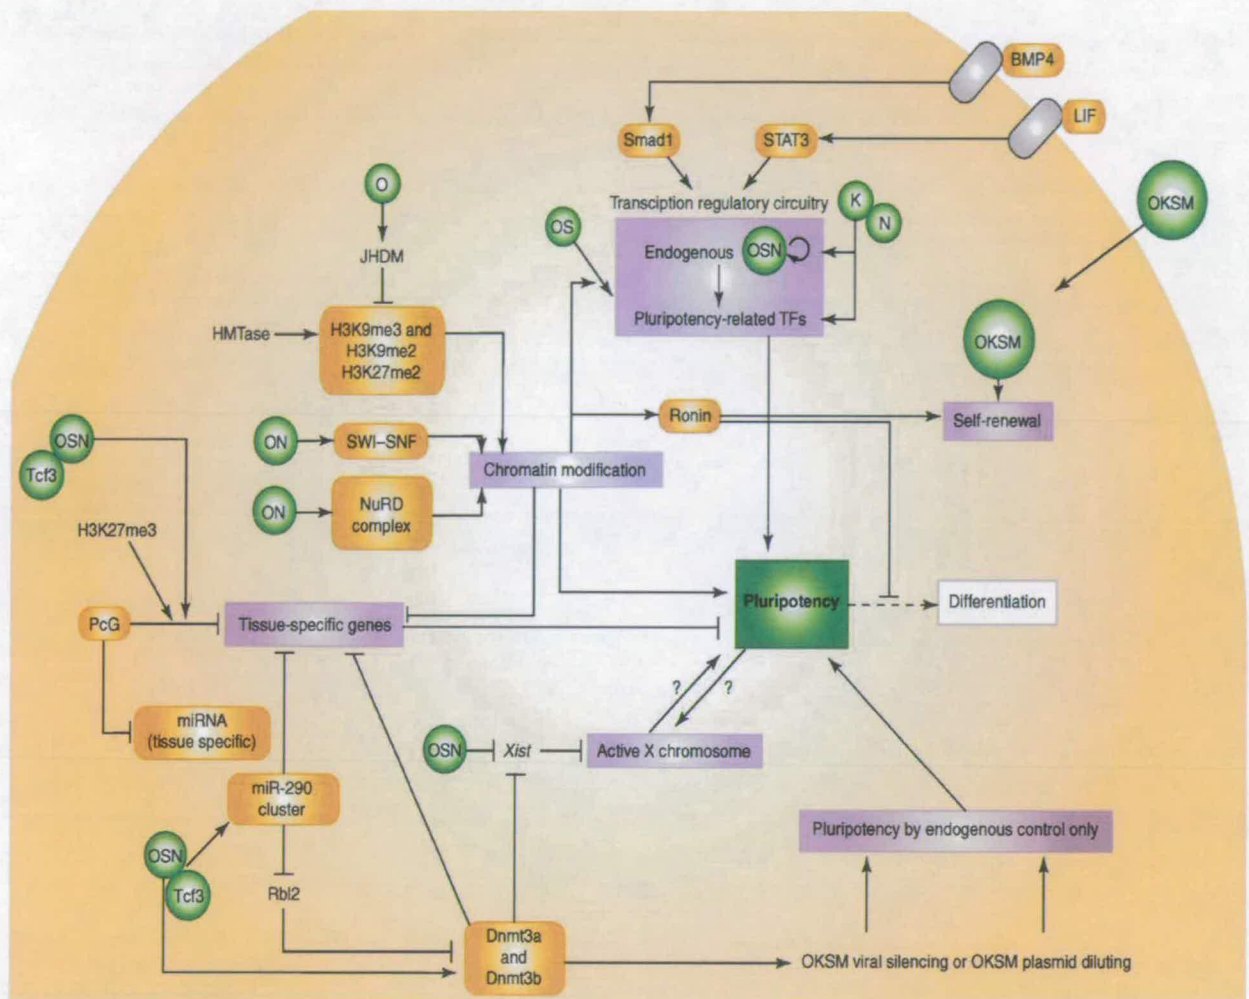 BMP4
LIF
Smad1
STAT3
OKSM
O
Transciption regulatory circuitry
K
N
OS
Endogenous
OSN
JHDM
Pluripotency-related TFs
HMTase
H3K9me3 and
H3K9me2
H3K27me2
OKSM
Ronin
Self-renewal
OSN
Tcf3
ON
SWI–SNF
Chromatin modification
ON
NuRD
complex
H3K27me3
Pluripotency
Differentiation
PcG
Tissue-specific genes
?
?
miRNA
(tissue specific)
OSN
Xist
Active X chromosome
miR-290
cluster
Pluripotency by endogenous control only
OSN
Tcf3
Rbl2
Dnmt3a
and
Dnmt3b
OKSM viral silencing or OKSM plasmid diluting